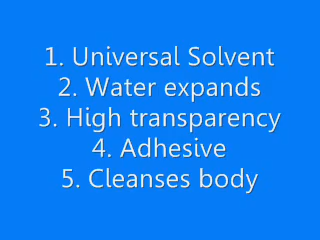 1. Universal Solvent
2. Water expands
3. High transparency
4. Adhesive
5. Cleanses body